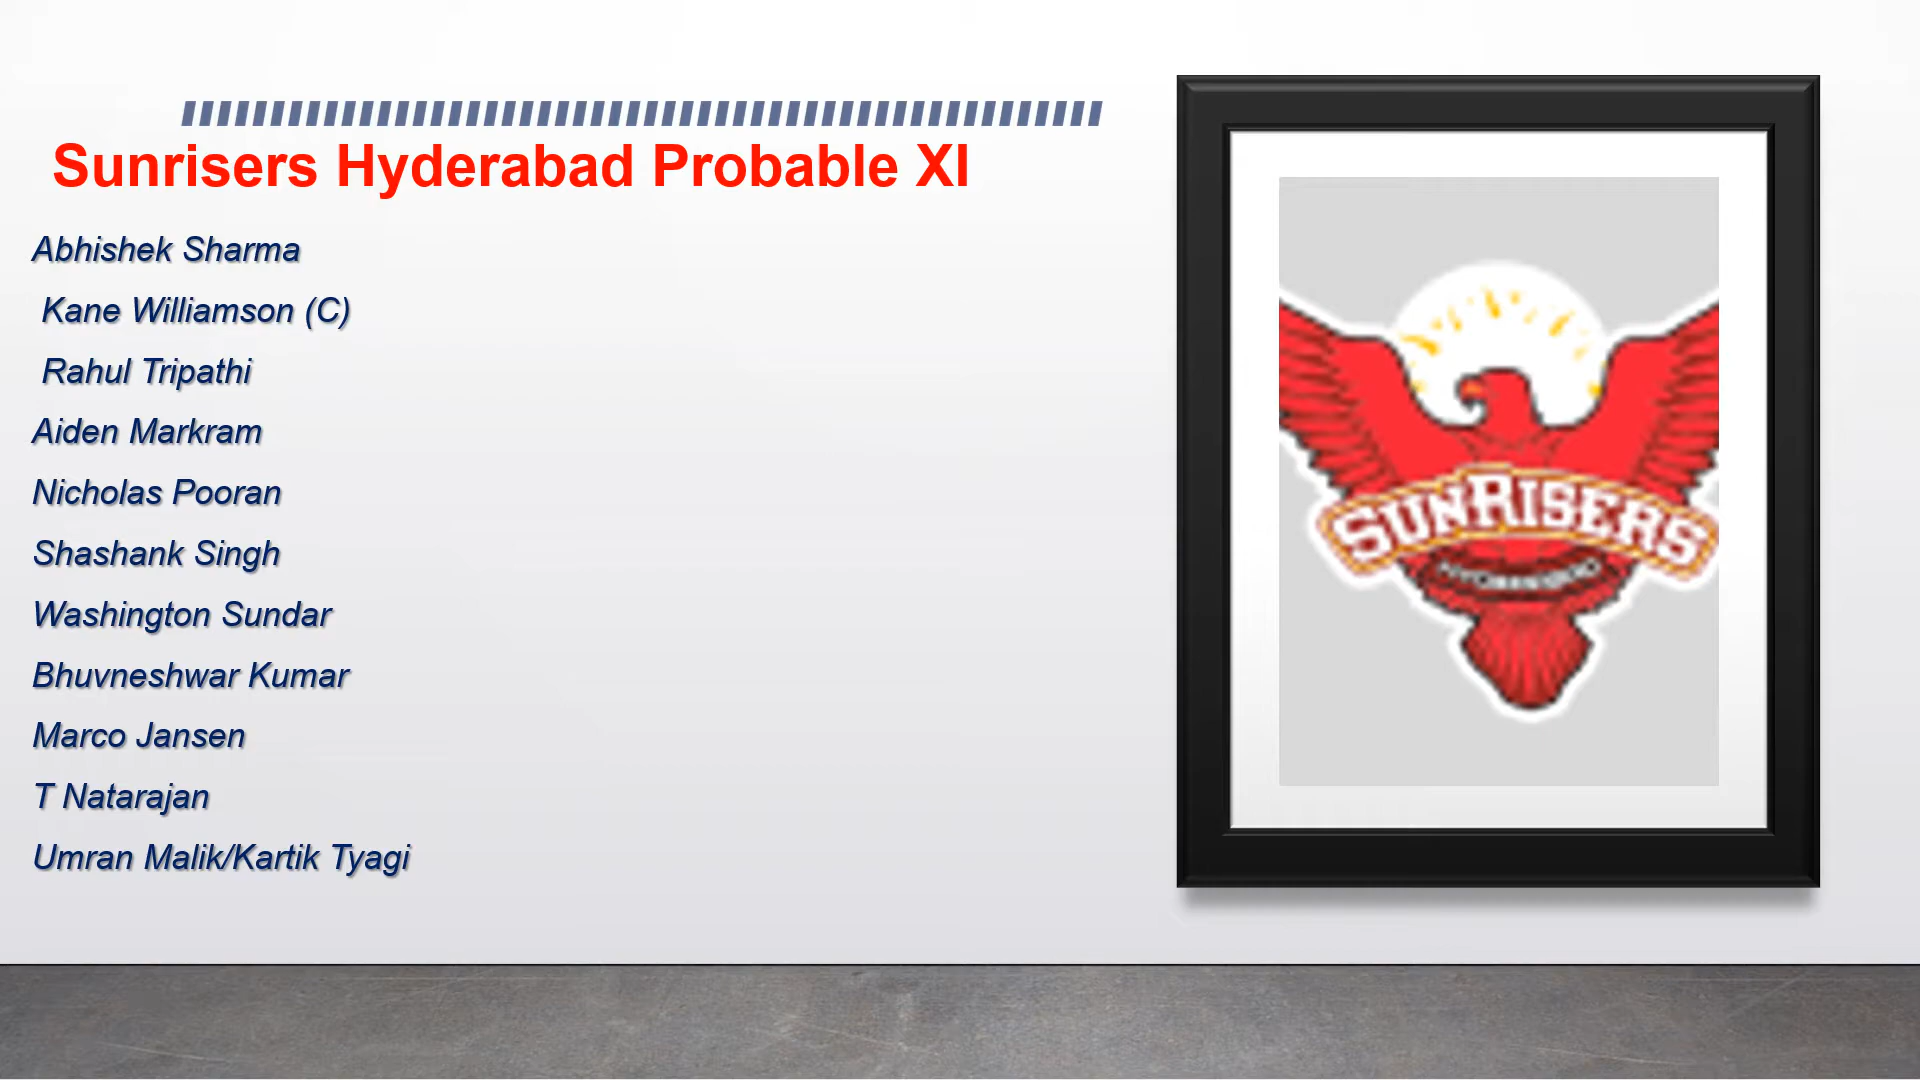 Sunrisers Hyderabad Probable XI
Abhishek Sharma
Kane Williamson (C)
Rahul Tripathi
Aiden Markram
Nicholas Pooran
Shashank Singh
Washington Sundar
Bhuvneshwar Kumar
Marco Jansen
T Natarajan
Umran Malik/Kartik Tyagi
SUNRISERS